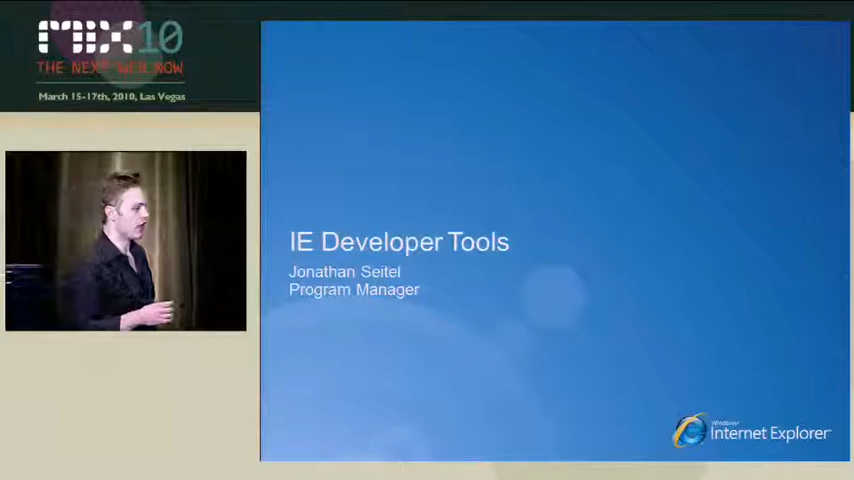 MIX10
THE NEXT WEB NOW
March 15-17th, 2010, Las Vegas
IE Developer Tools
Jonathan Seitel
Program Manager
Windows
Internet Explorer